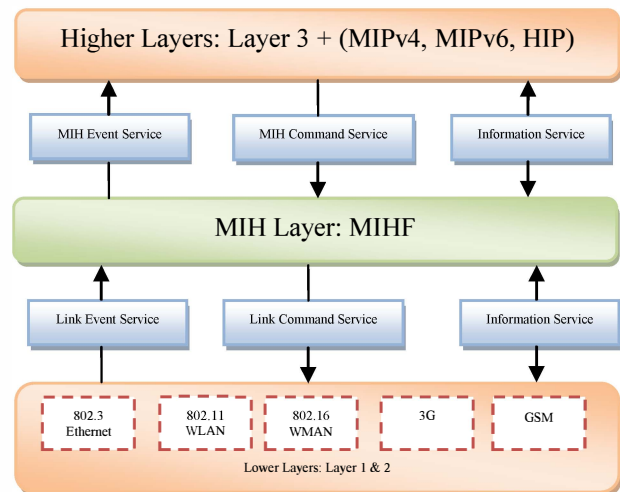 Higher Layers: Layer 3 + (MIPv4, MIPv6, HIP)
MIH Event Service
MIH Command Service
Information Service
MIH Layer: MIHF
Link Event Service
Link Command Service
Information Service
802.3
Ethernet
802.11
WLAN
802.16
WMAN
3G
GSM
Lower Layers: Layer 1 & 2